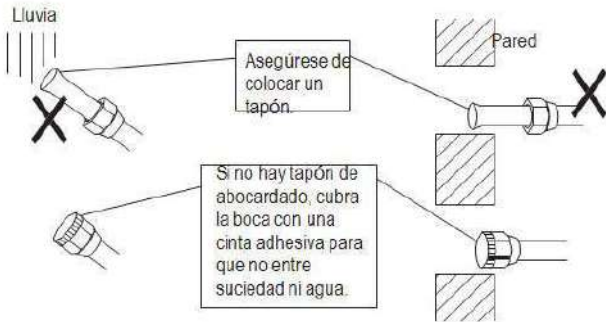 Lluvia
Pared
Asegúrese de
colocar un
tapón.
Si no hay tapón de
abocardado, cubra
la boca con una
cinta adhesiva para
que no entre
suciedad ni agua.